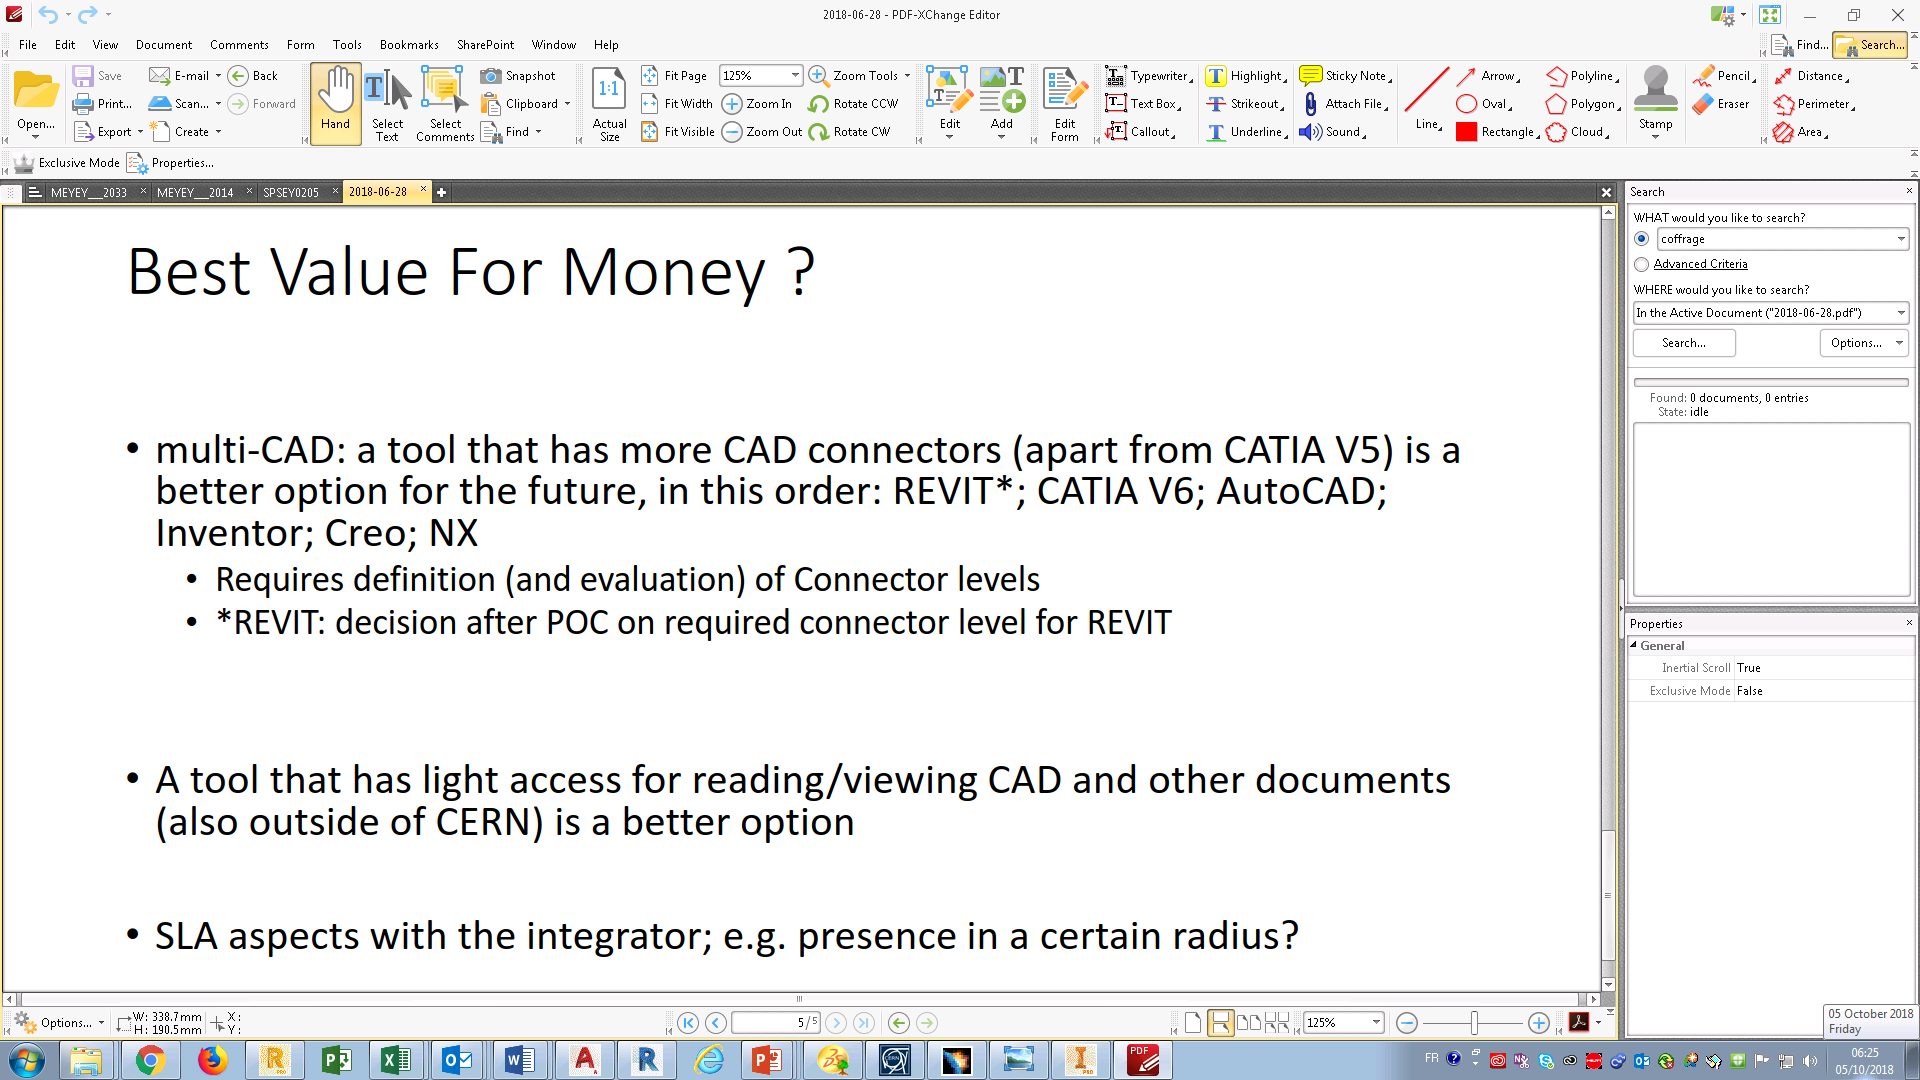 2018-06-28 - PDF-XChange Editor
File Edit View Document Comments Form Tools Bookmarks SharePoint Window Help
Find... Search...
Open...
Save
Print...
Export
E-mail
Scan...
Create
Back
Forward
Hand
Select Text
Select Comments
Snapshot
Clipboard
Find
1:1
Actual Size
Fit Page
Fit Width
Fit Visible
125%
Zoom In
Zoom Out
Zoom Tools
Rotate CCW
Rotate CW
Edit
Add
Edit Form
Typewriter
Text Box
Callout
Highlight
Strikeout
Underline
Sticky Note
Attach File
Sound
Line
Arrow
Oval
Rectangle
Polyline
Polygon
Cloud
Stamp
Pencil
Eraser
Distance
Perimeter
Area
Exclusive Mode Properties...
MEYEY___2033 MEYEY___2014 SPSEY0205 2018-06-28
Best Value For Money ?
• multi-CAD: a tool that has more CAD connectors (apart from CATIA V5) is a
better option for the future, in this order: REVIT*; CATIA V6; AutoCAD;
Inventor; Creo; NX
• Requires definition (and evaluation) of Connector levels
• *REVIT: decision after POC on required connector level for REVIT
• A tool that has light access for reading/viewing CAD and other documents
(also outside of CERN) is a better option
• SLA aspects with the integrator; e.g. presence in a certain radius?
Search
WHAT would you like to search?
coffrage
Advanced Criteria
WHERE would you like to search?
In the Active Document ("2018-06-28.pdf")
Search... Options...
Found: 0 documents, 0 entries
State: idle
Properties
General
Inertial Scroll True
Exclusive Mode False
Options...
W: 338.7mm
H: 190.5mm
X:
Y:
5/5
125%
05 October 2018
Friday
FR
06:25
05/10/2018